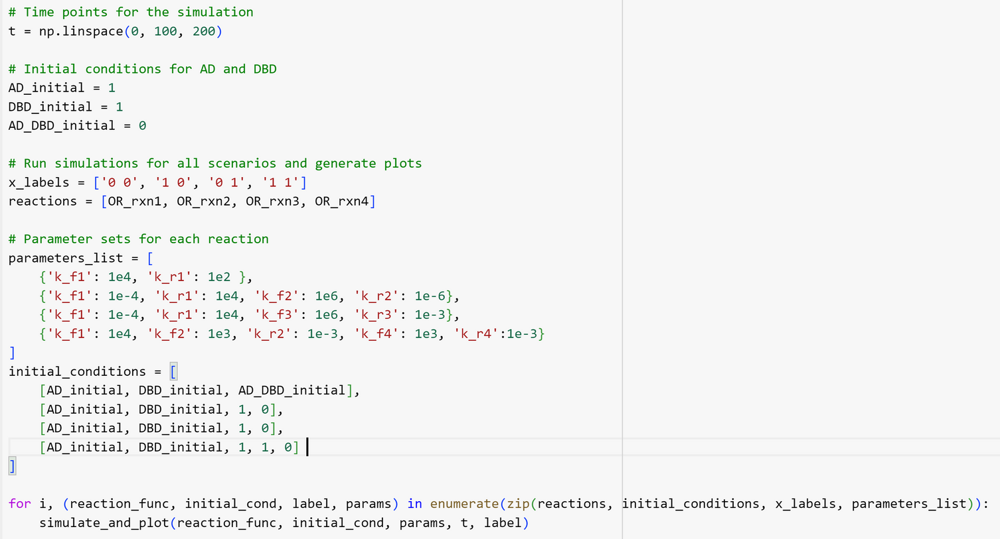 # Time points for the simulation
t = np.linspace(0, 100, 200)
# Initial conditions for AD and DBD
AD_initial = 1
DBD_initial = 1
AD_DBD_initial = 0
# Run simulations for all scenarios and generate plots
x_labels = ['0 0', '1 0', '0 1', '1 1']
reactions = [OR_rxn1, OR_rxn2, OR_rxn3, OR_rxn4]
# Parameter sets for each reaction
parameters_list = [
    {'k_f1': 1e4, 'k_r1': 1e2 },
    {'k_f1': 1e-4, 'k_r1': 1e4, 'k_f2': 1e6, 'k_r2': 1e-6},
    {'k_f1': 1e-4, 'k_r1': 1e4, 'k_f3': 1e6, 'k_r3': 1e-3},
    {'k_f1': 1e4, 'k_f2': 1e3, 'k_r2': 1e-3, 'k_f4': 1e3, 'k_r4':1e-3}
]
initial_conditions = [
    [AD_initial, DBD_initial, AD_DBD_initial],
    [AD_initial, DBD_initial, 1, 0],
    [AD_initial, DBD_initial, 1, 0],
    [AD_initial, DBD_initial, 1, 1, 0]
]
for i, (reaction_func, initial_cond, label, params) in enumerate(zip(reactions, initial_conditions, x_labels, parameters_list)):
    simulate_and_plot(reaction_func, initial_cond, params, t, label)